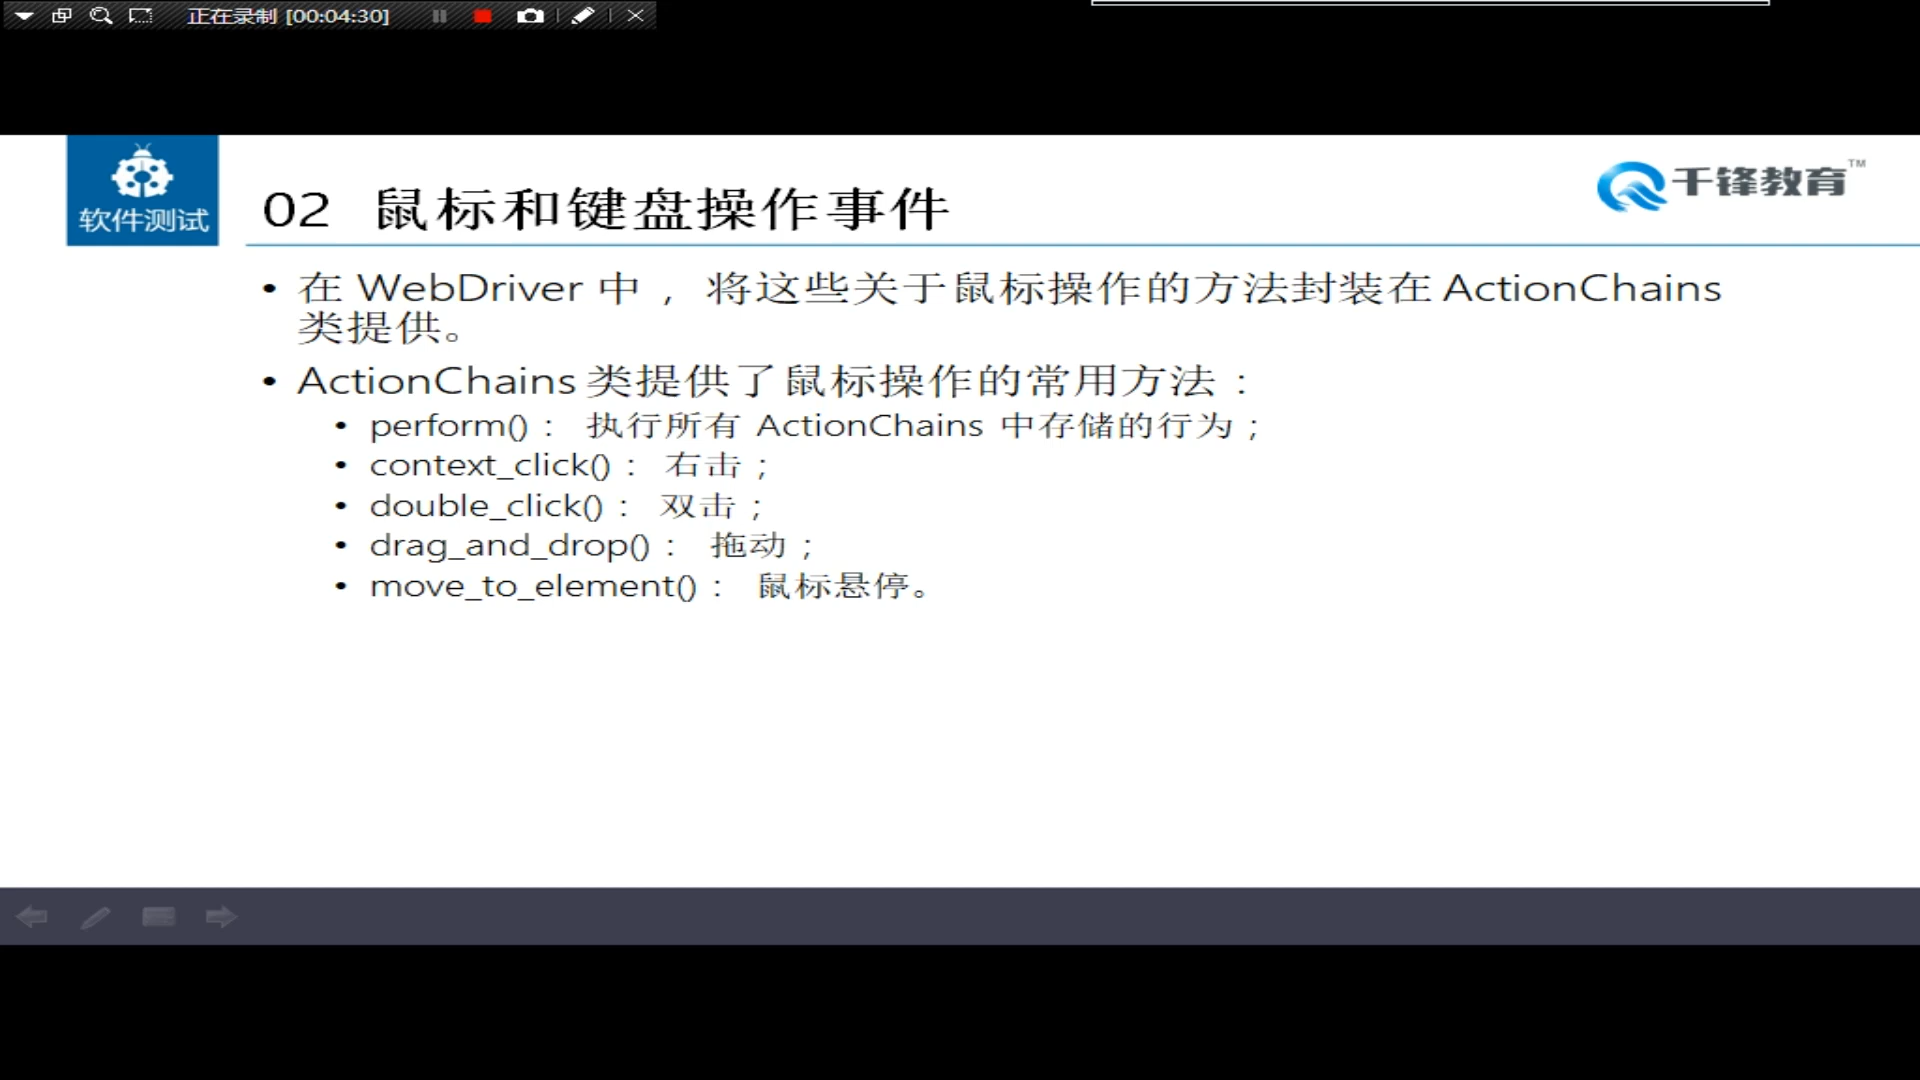 正在录制 [00:04:30]
软件测试
02 鼠标和键盘操作事件
千锋教育™
• 在 WebDriver 中，将这些关于鼠标操作的方法封装在 ActionChains
类提供。
• ActionChains 类提供了鼠标操作的常用方法：
• perform()： 执行所有 ActionChains 中存储的行为；
• context_click()： 右击；
• double_click()： 双击；
• drag_and_drop()： 拖动；
• move_to_element()： 鼠标悬停。